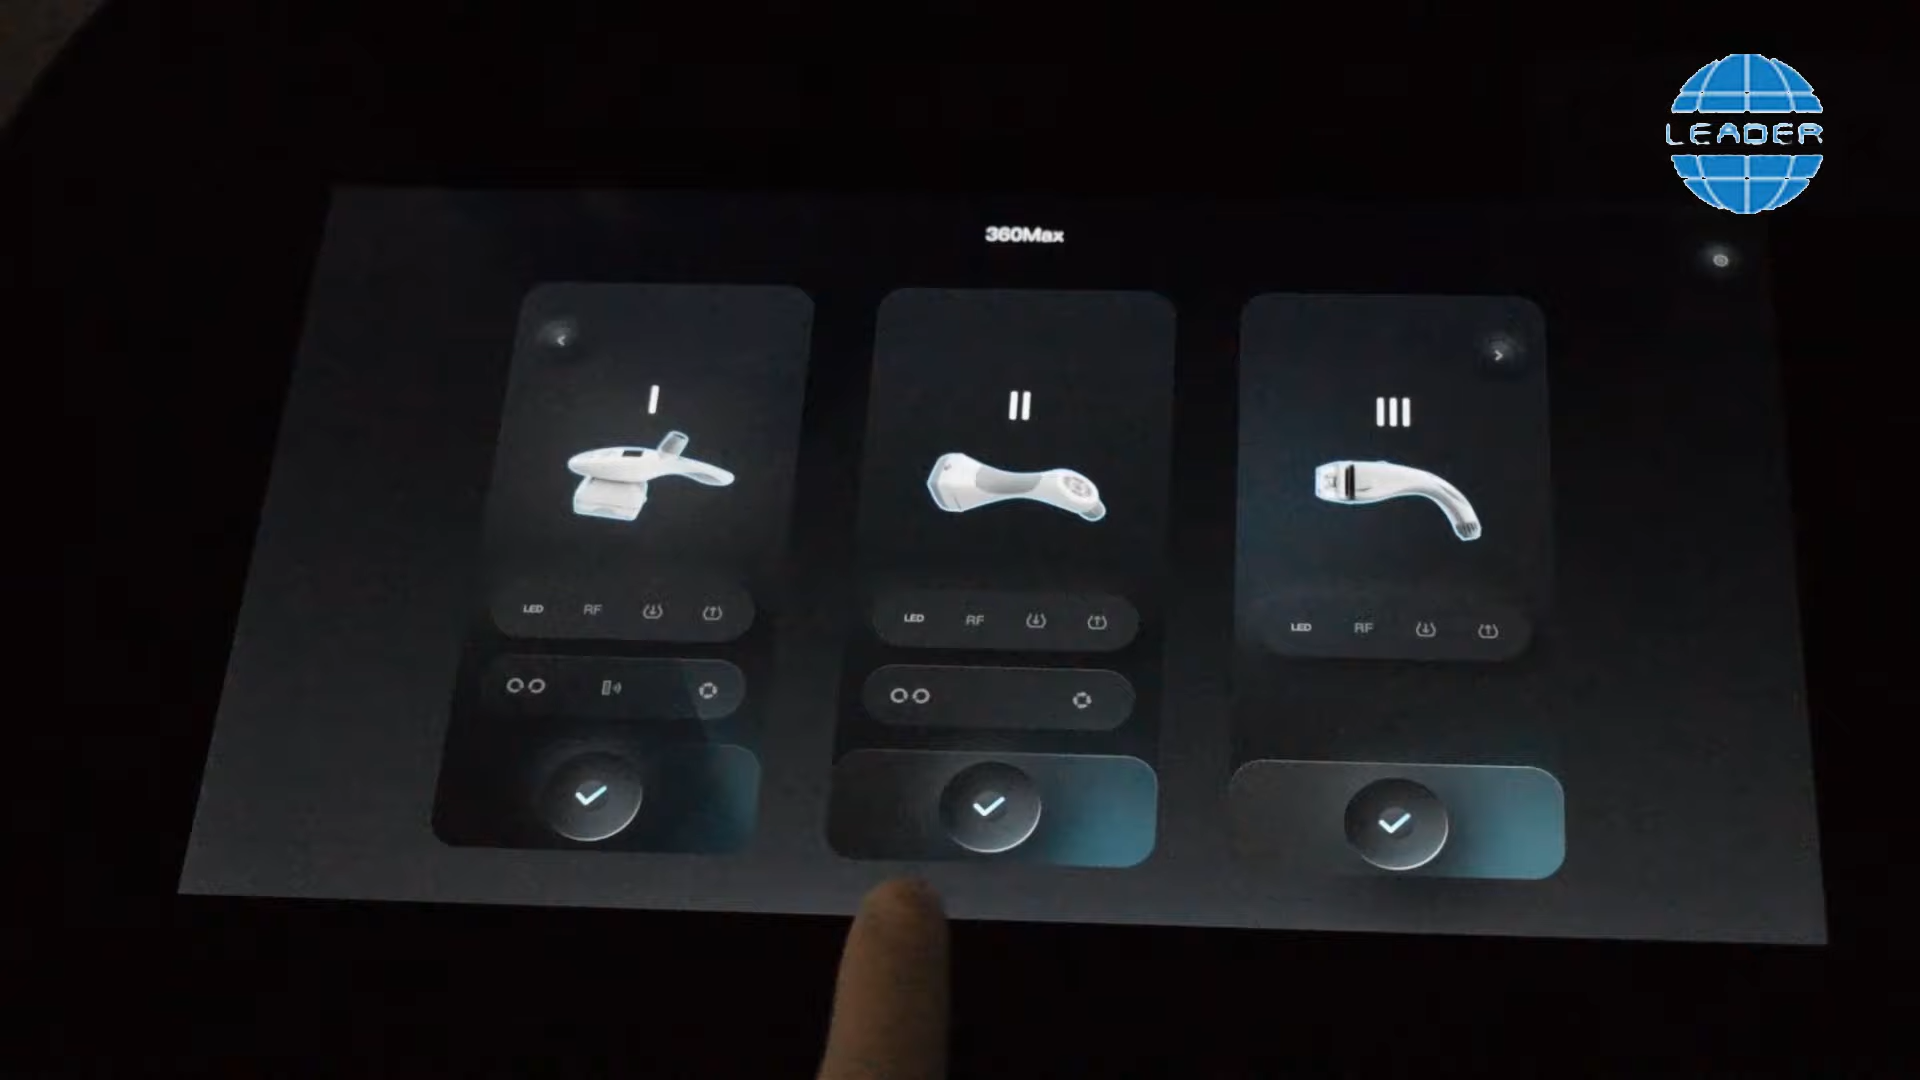 LEADER
360Max
I
II
III
LED RF
LED RF
LED RF